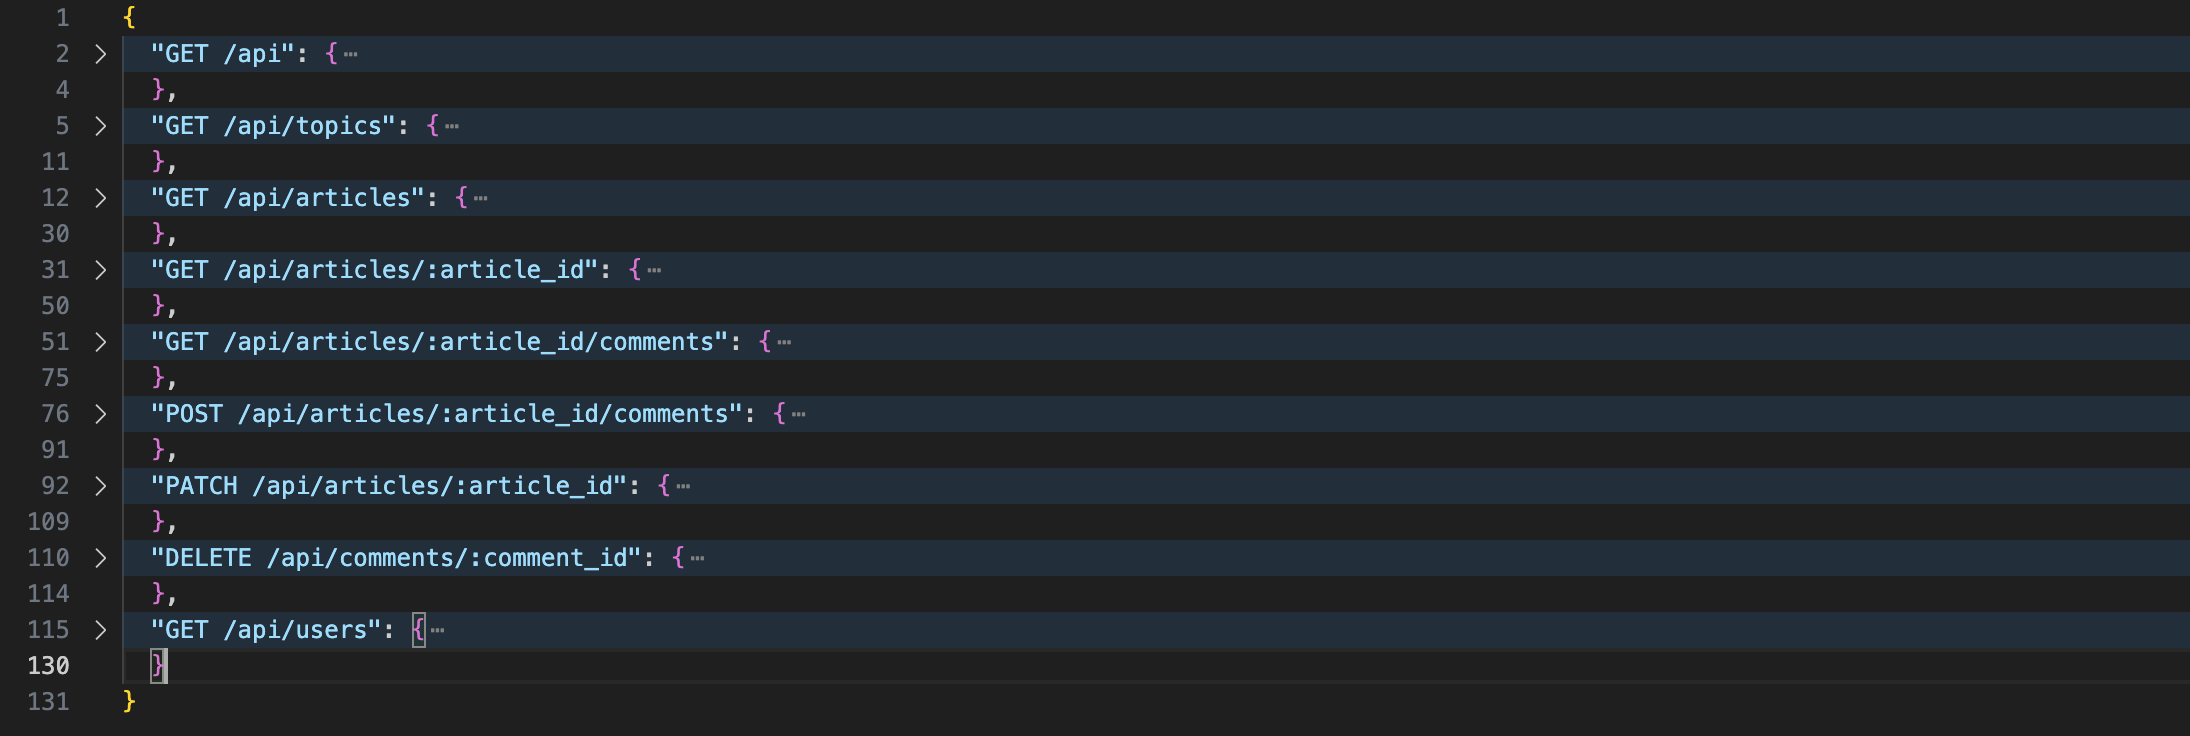 1 {
2 > "GET /api": {⋯
4 },
5 > "GET /api/topics": {⋯
11 },
12 > "GET /api/articles": {⋯
30 },
31 > "GET /api/articles/:article_id": {⋯
50 },
51 > "GET /api/articles/:article_id/comments": {⋯
75 },
76 > "POST /api/articles/:article_id/comments": {⋯
91 },
92 > "PATCH /api/articles/:article_id": {⋯
109 },
110 > "DELETE /api/comments/:comment_id": {⋯
114 },
115 > "GET /api/users": {⋯
130 }
131 }